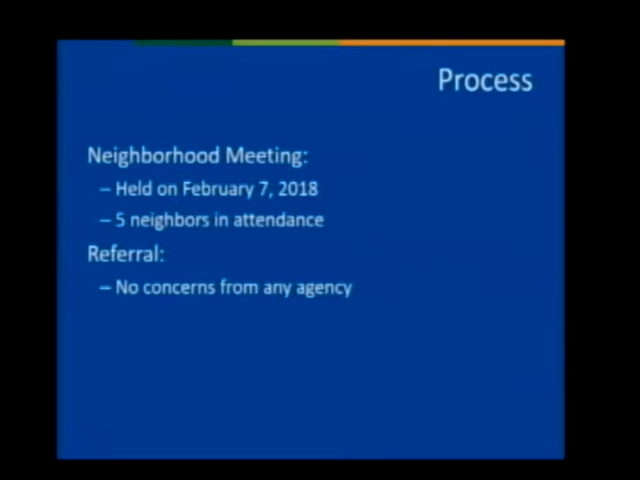 Process
Neighborhood Meeting:
– Held on February 7, 2018
– 5 neighbors in attendance
Referral:
– No concerns from any agency